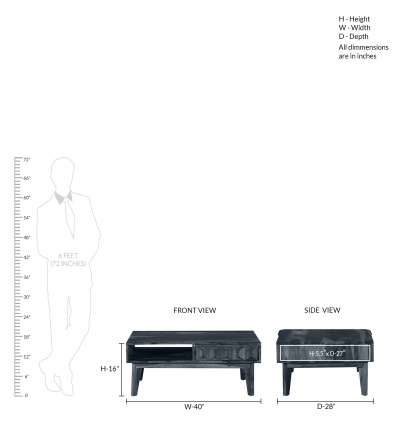 H - Height
W - Width
D - Depth
All dimmensions
are in inches
72"
66"
60"
54"
48"
42"
36"
30"
24"
18"
12"
6"
0
6 FEET
(72 INCHES)
FRONT VIEW
SIDE VIEW
H-5.5"x D-27"
H-16"
W-40"
D-28"